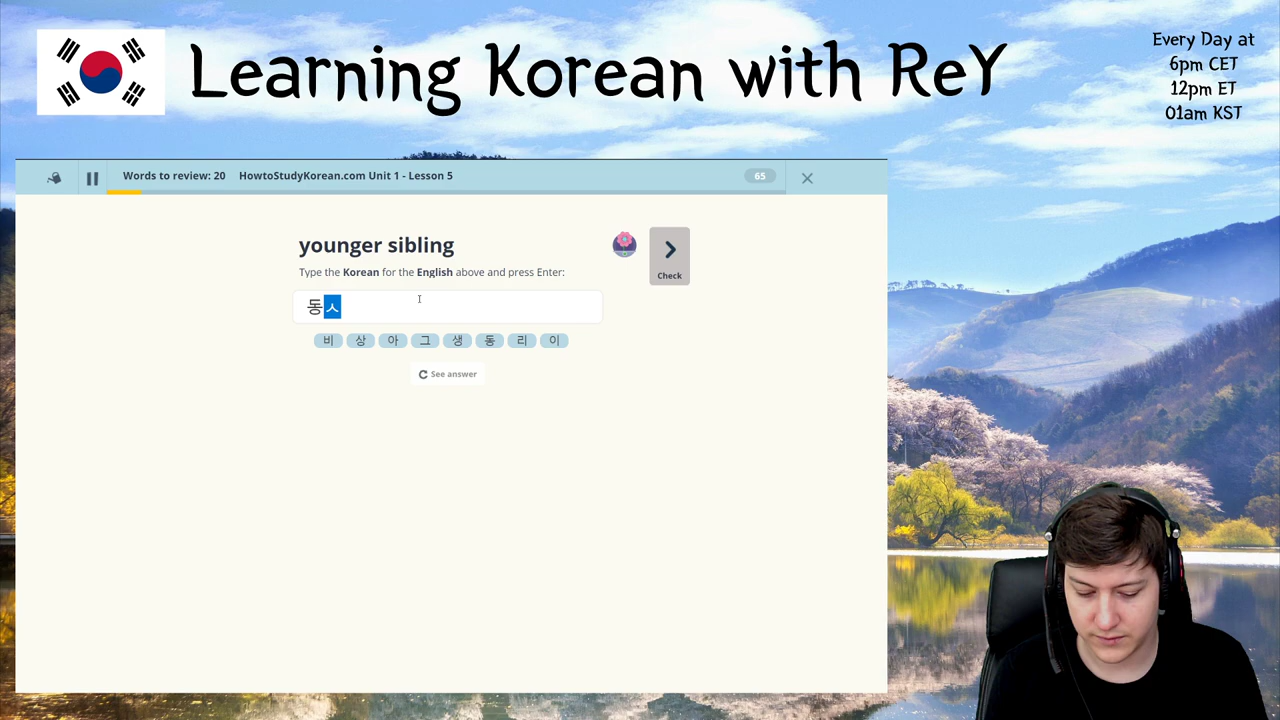 Learning Korean with ReY
Every Day at
6pm CET
12pm ET
01am KST
Words to review: 20 HowtoStudyKorean.com Unit 1 - Lesson 5 65
younger sibling
Type the Korean for the English above and press Enter:
Check
동ㅅ
비 상 아 그 생 동 리 이
See answer